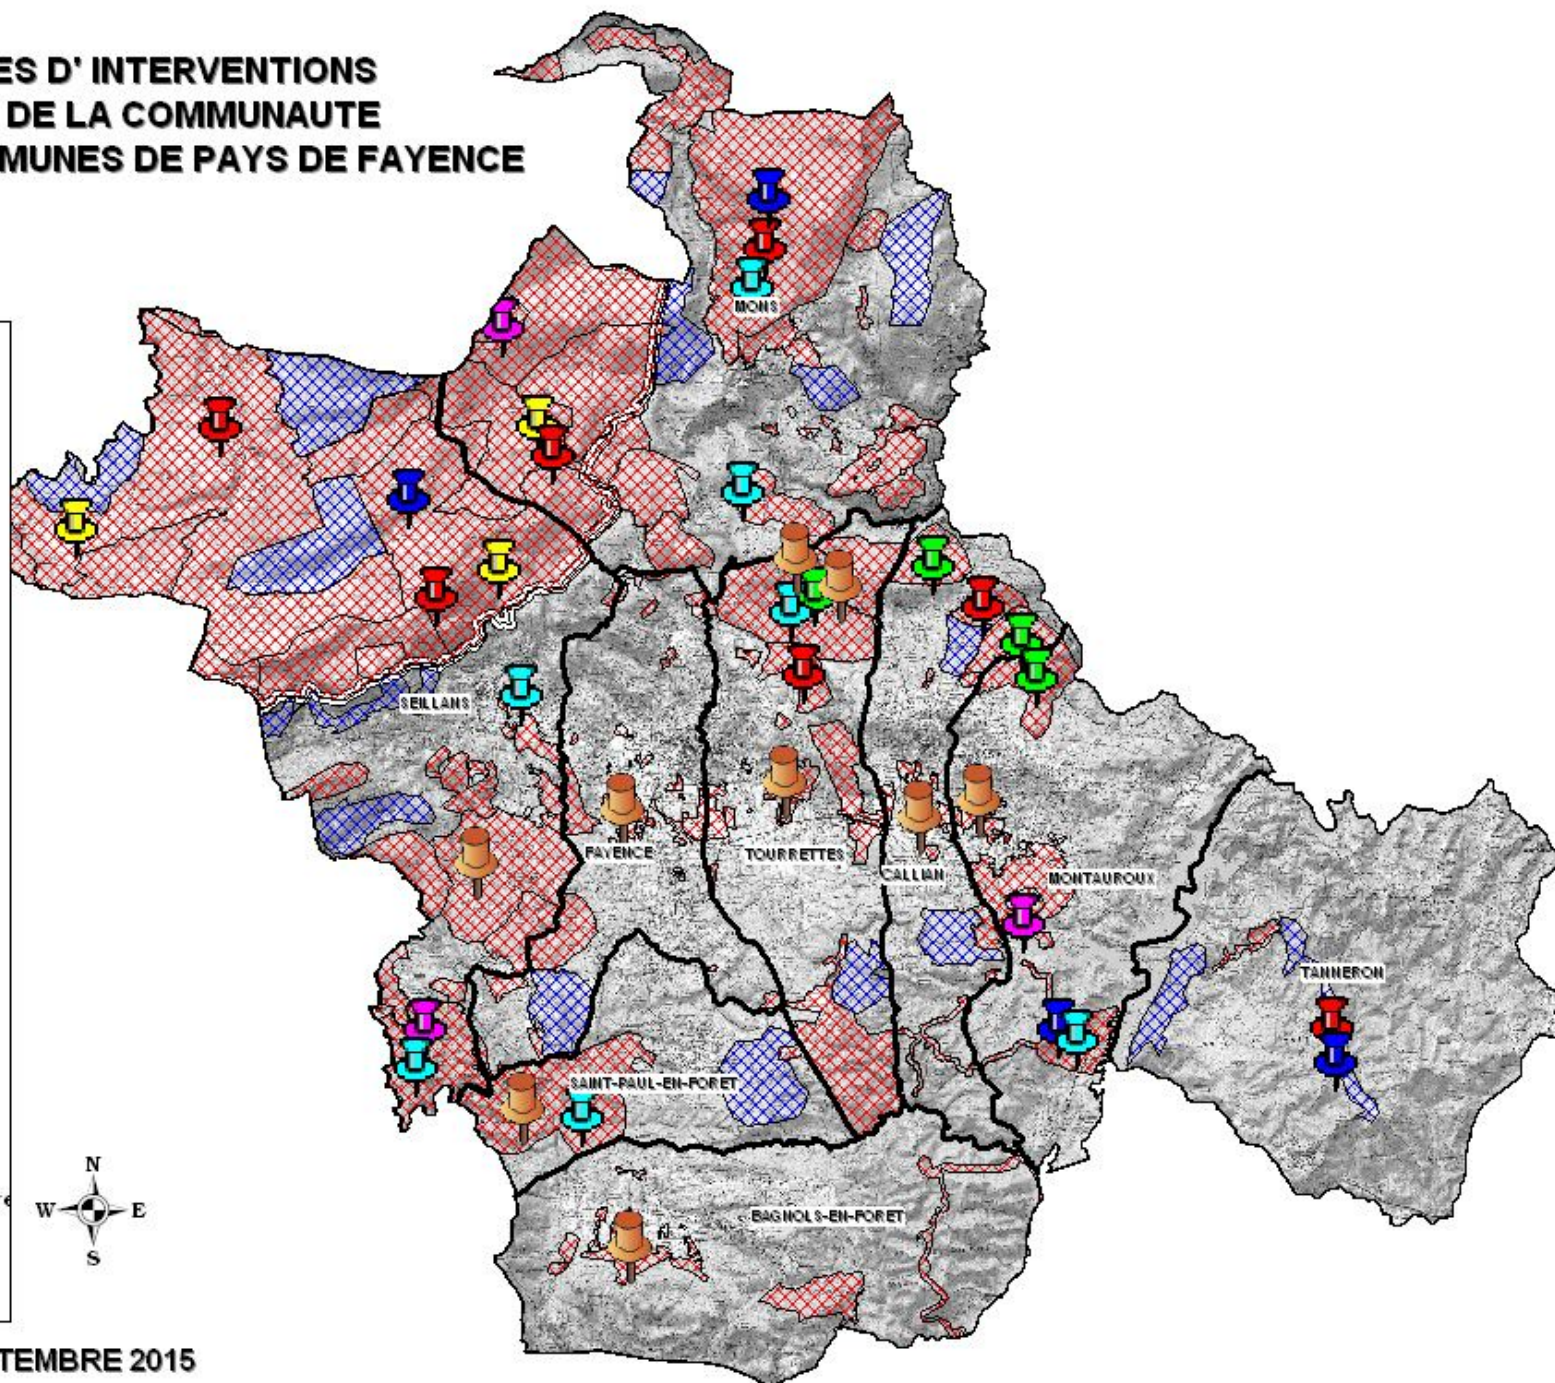 ES D' INTERVENTIONS
DE LA COMMUNAUTE
MUNES DE PAYS DE FAYENCE
MONS
SEILLANS
FAYENCE
TOURRETTES
CALLIAN
MONTAUROUX
TANNERON
SAINT-PAUL-EN-FORET
BAGNOLS-EN-FORET
N
W E
S
TEMBRE 2015